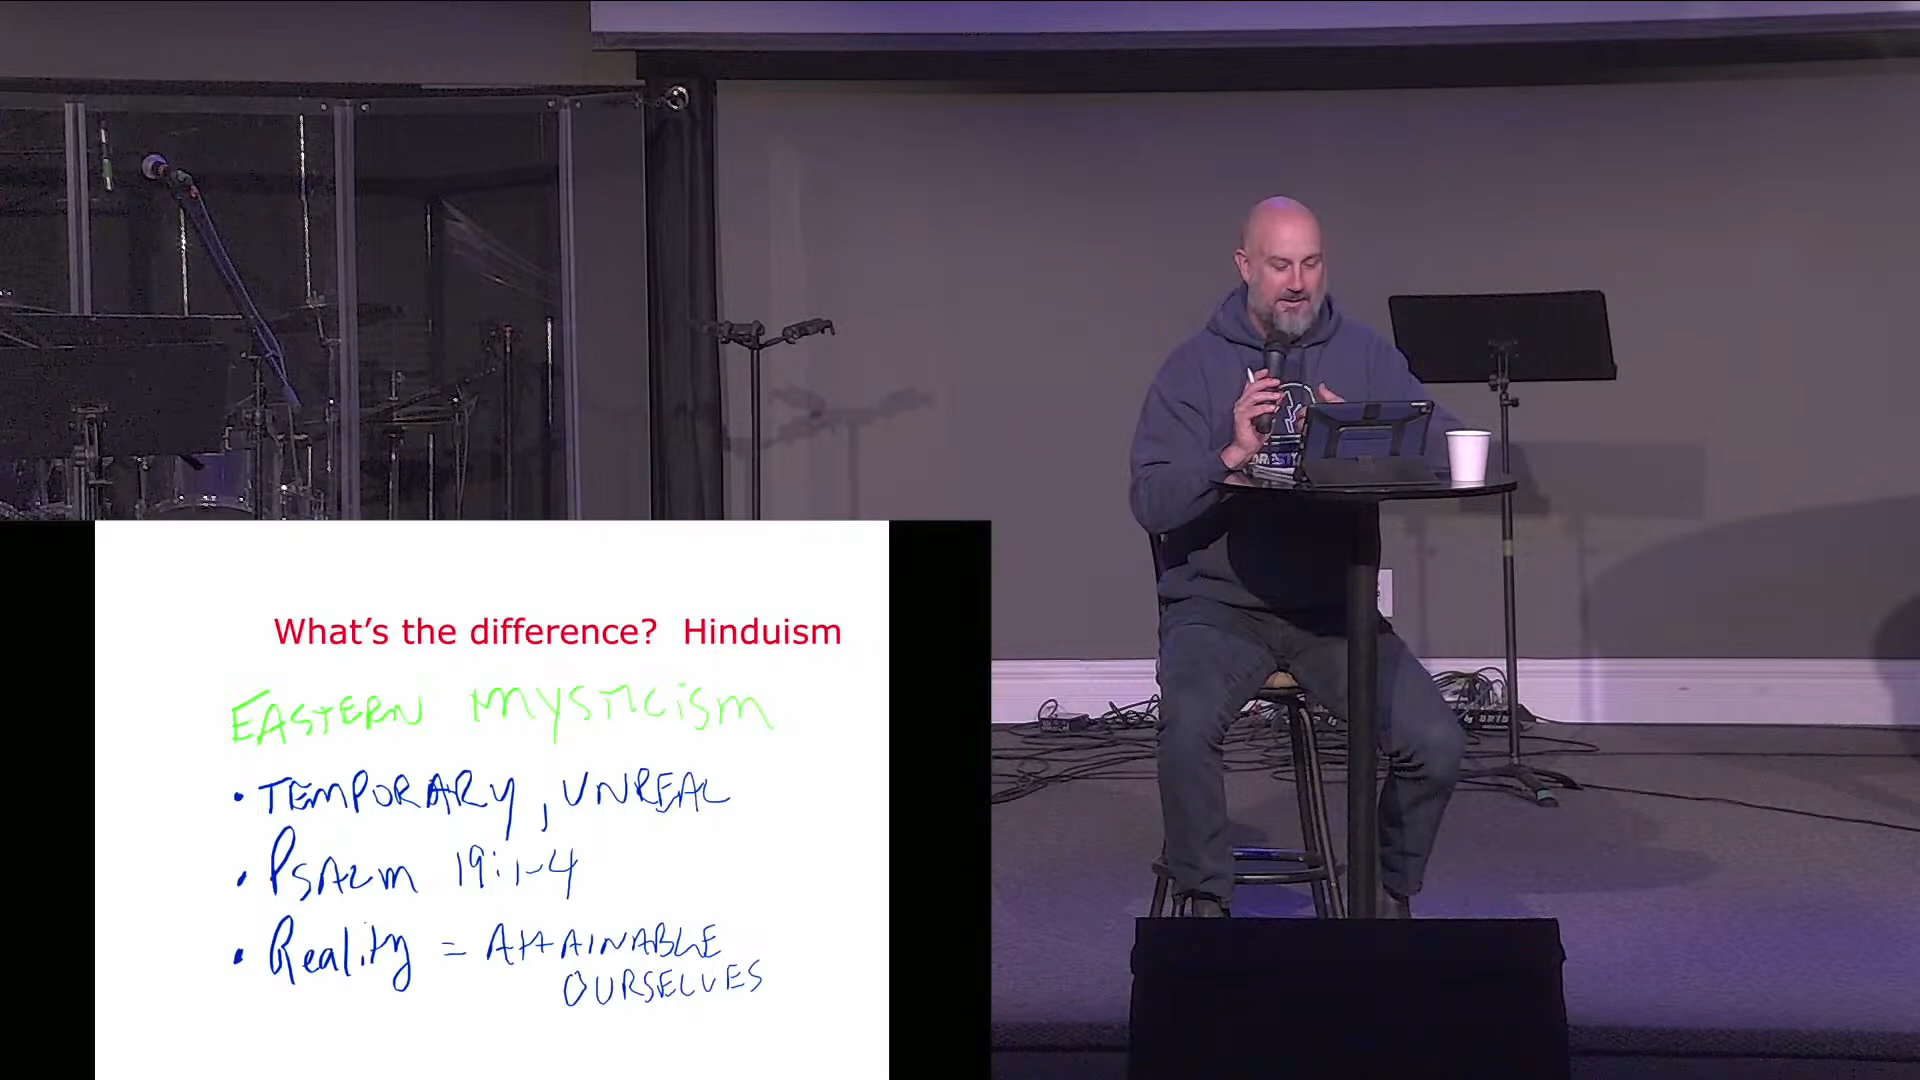 What's the difference? Hinduism
EASTERN MYSTICISM
• TEMPORARY, UNREAL
• PSALM 19:1-4
• Reality = AttAINABLE
OURSELVES